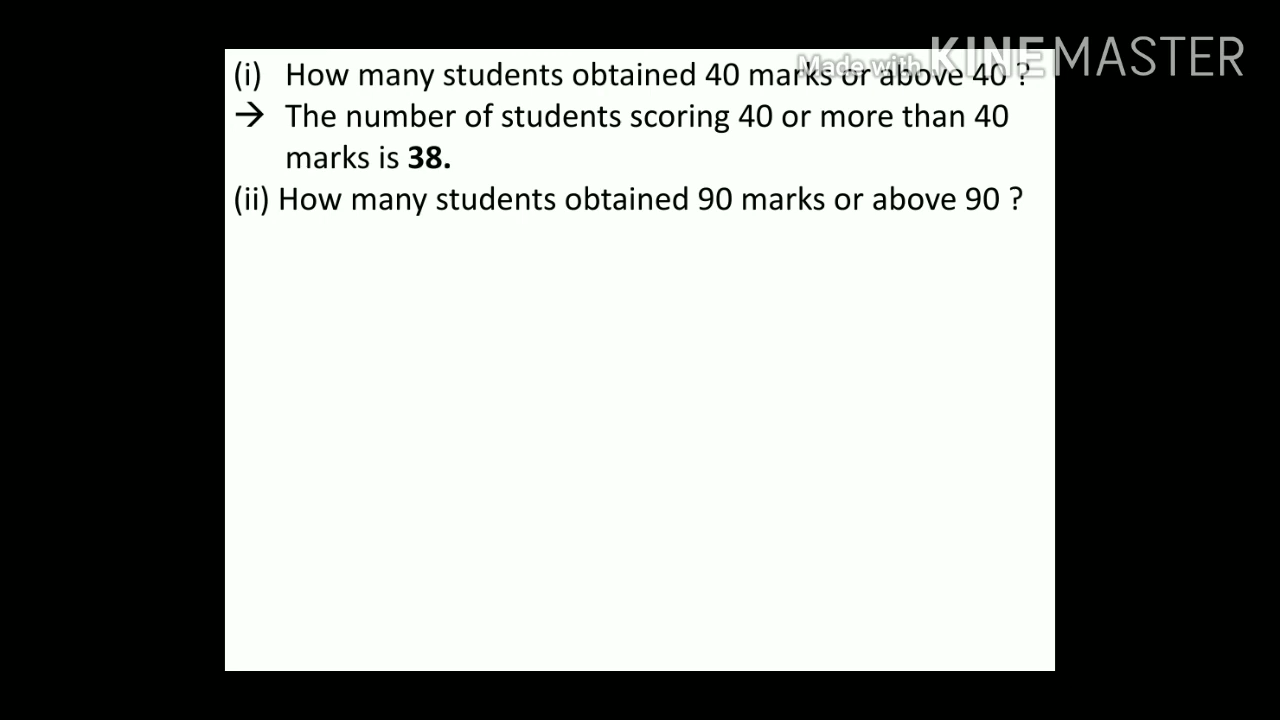 Made with KINEMASTER
(i) How many students obtained 40 marks or above 40 ?
→ The number of students scoring 40 or more than 40
marks is 38.
(ii) How many students obtained 90 marks or above 90 ?